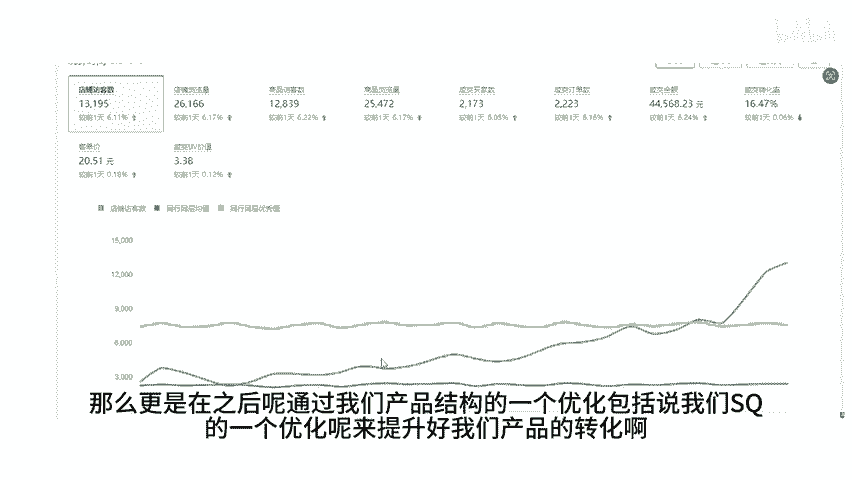 店铺访客数
13,195
较前1天 6.11%
店铺浏览量
26,166
较前1天 6.17%
商品访客数
12,839
较前1天 6.22%
商品浏览量
25,472
较前1天 6.17%
成交买家数
2,173
较前1天 6.05%
成交订单数
2,223
较前1天 6.16%
成交金额
44,568.23 元
较前1天 6.24%
成交转化率
16.47%
较前1天 0.06%
客单价
20.51 元
较前1天 0.18%
成交UV价值
3.38
较前1天 0.12%
店铺访客数 同行同层均值 同行同层优秀值
15,000
12,000
9,000
6,000
3,000
那么更是在之后呢通过我们产品结构的一个优化包括说我们SQ
的一个优化呢来提升好我们产品的转化啊